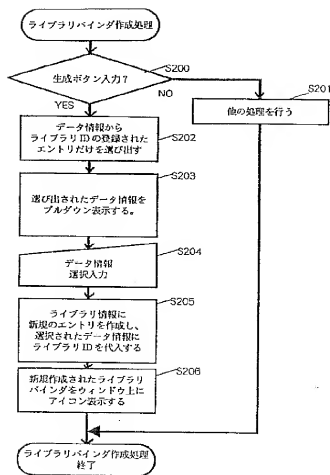 ライブラリバインダ作成処理
S200
生成ボタン入力?
YES
NO
S201
他の処理を行う
S202
データ情報から
ライブラリIDの登録された
エントリだけを選び出す
S203
選び出されたデータ情報を
プルダウン表示する。
S204
データ情報
選択入力
S205
ライブラリ情報に
新規のエントリを作成し、
選択されたデータ情報に
ライブラリIDを代入する
S206
新規作成されたライブラリ
バインダをウィンドウ上に
アイコン表示する
ライブラリバインダ作成処理
終了